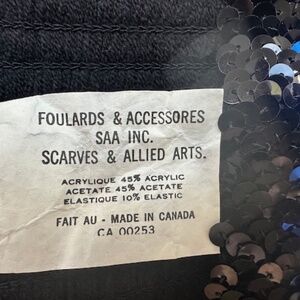 FOULARDS & ACCESSORES
SAA INC.
SCARVES & ALLIED ARTS.
ACRYLIQUE 45% ACRYLIC
ACETATE 45% ACETATE
ELASTIQUE 10% ELASTIC
FAIT AU - MADE IN CANADA
CA 00253